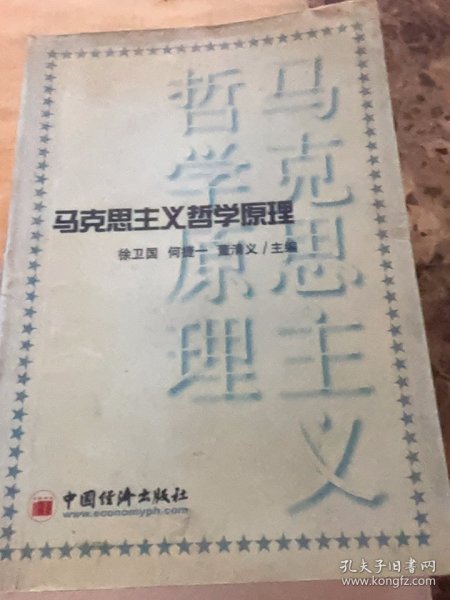 马克思主义
哲学原理
马克思主义哲学原理
徐卫国 何捷一 董清义/主编
中国经济出版社
www.economyph.com
孔夫子旧书网
www.kongfz.com